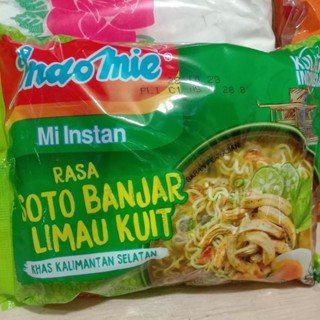 Indomie
Mi Instan
RASA
SOTO BANJAR
LIMAU KUIT
KHAS KALIMANTAN SELATAN